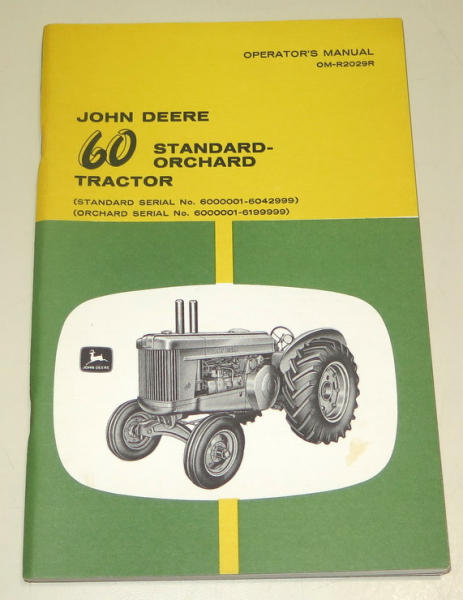 OPERATOR'S MANUAL
OM-R2029R
JOHN DEERE
60 STANDARD-
ORCHARD
TRACTOR
(STANDARD SERIAL No. 6000001-6042999)
(ORCHARD SERIAL No. 6000001-6199999)
JOHN DEERE